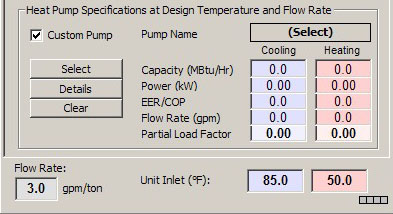 Heat Pump Specifications at Design Temperature and Flow Rate
Custom Pump Pump Name (Select)
Cooling Heating
Select Capacity (MBtu/Hr) 0.0 0.0
Details Power (kW) 0.00 0.00
Clear EER/COP 0.0 0.0
Flow Rate (gpm) 0.0 0.0
Partial Load Factor 0.00 0.00
Flow Rate:
3.0 gpm/ton Unit Inlet (ºF): 85.0 50.0